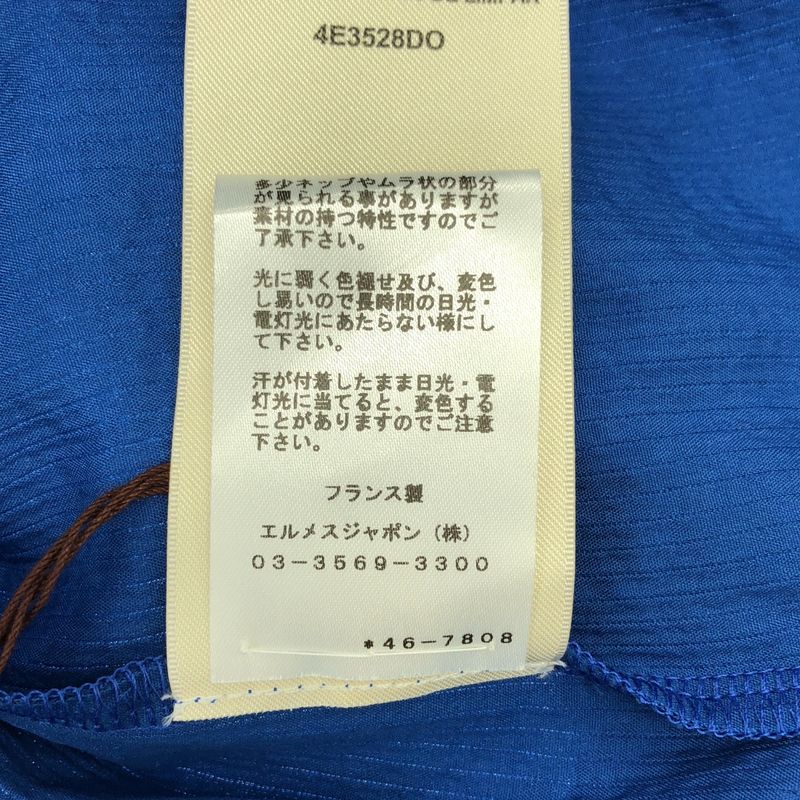 4E3528DO
多少ネップやムラ状の部分
が見られる事がありますが
素材の持つ特性ですのでご
了承下さい。
光に弱く色褪せ及び、変色
し易いので長時間の日光・
電灯光にあたらない様にし
て下さい。
汗が付着したまま日光・電
灯光に当てると、変色する
ことがありますのでご注意
下さい。
フランス製
エルメスジャポン（株）
03-3569-3300
*46-7808